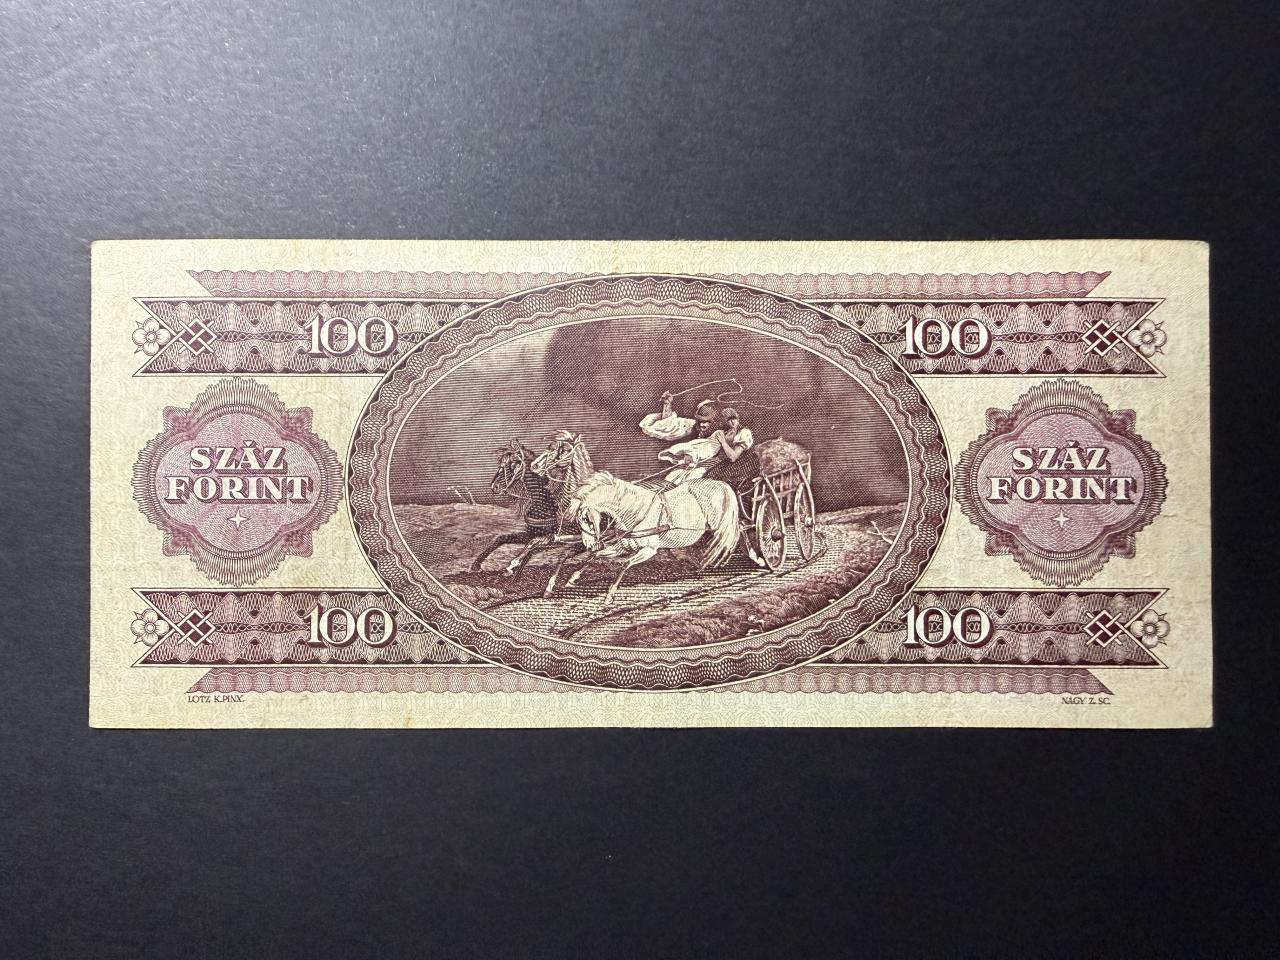 100 100
SZÁZ FORINT SZÁZ FORINT
100 100
LOTZ K.PINX. NAGY Z. SC.